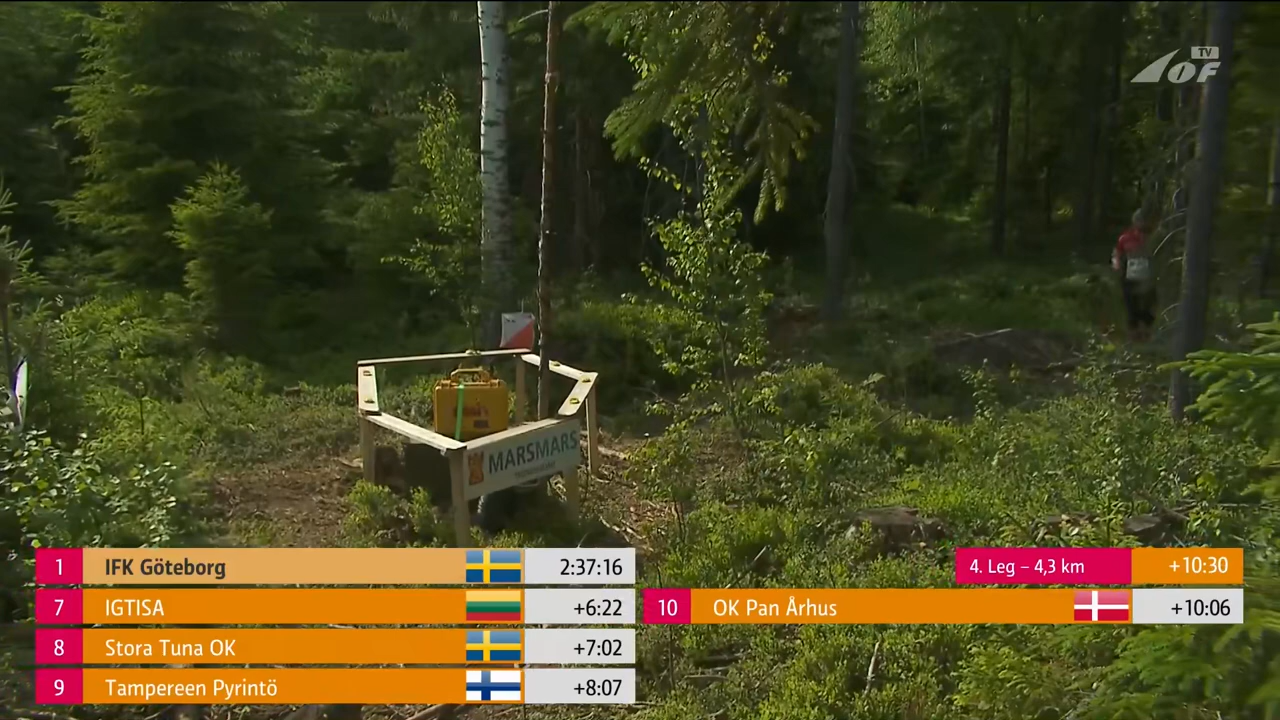 TV
OF
MARSMARS
1 IFK Göteborg 2:37:16
7 IGTISA +6:22
8 Stora Tuna OK +7:02
9 Tampereen Pyrintö +8:07
4. Leg – 4,3 km +10:30
10 OK Pan Århus +10:06